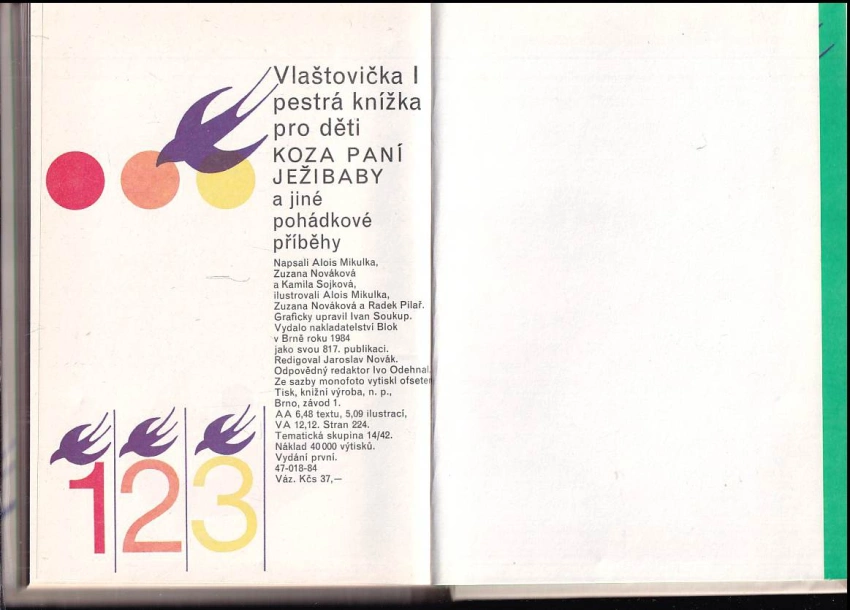 Vlaštovička I
pestrá knížka
pro děti
KOZA PANÍ
JEŽIBABY
a jiné
pohádkové
příběhy
Napsali Alois Mikulka,
Zuzana Nováková
a Kamila Sojková,
ilustrovali Alois Mikulka,
Zuzana Nováková a Radek Pilař.
Graficky upravil Ivan Soukup.
Vydalo nakladatelství Blok
v Brně roku 1984
jako svou 817. publikaci.
Redigoval Jaroslav Novák.
Odpovědný redaktor Ivo Odehnal.
Ze sazby monofoto vytiskl ofsetem
Tisk, knižní výroba, n. p.,
Brno, závod 1.
AA 6,48 textu, 5,09 ilustrací,
VA 12,12. Stran 224.
Tematická skupina 14/42.
Náklad 40 000 výtisků.
Vydání první.
47-018-84
Váz. Kčs 37,—
1 2 3